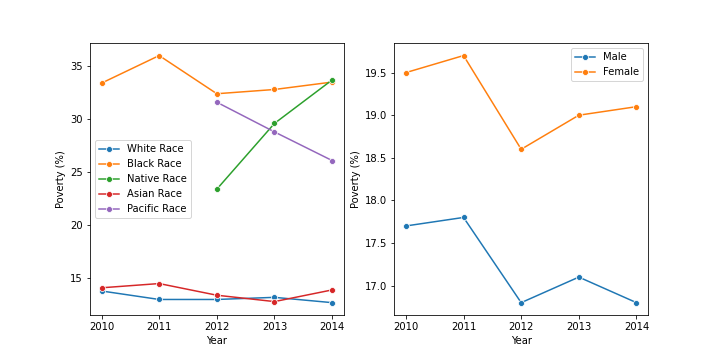 Poverty (%)
35
30
25
20
15
White Race
Black Race
Native Race
Asian Race
Pacific Race
2010 2011 2012 2013 2014
Year
Poverty (%)
19.5
19.0
18.5
18.0
17.5
17.0
Male
Female
2010 2011 2012 2013 2014
Year